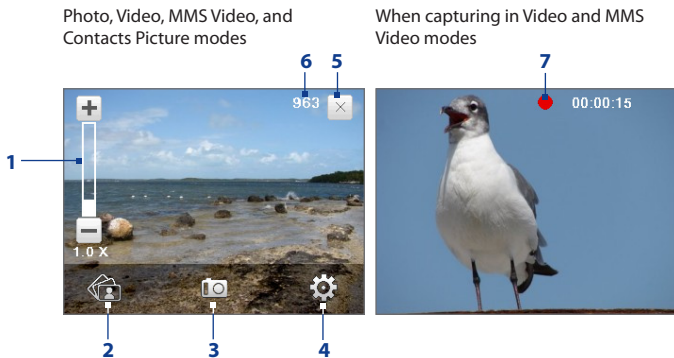 Photo, Video, MMS Video, and
Contacts Picture modes
When capturing in Video and MMS
Video modes
6 5
7
963
00:00:15
1
1.0 X
2 3 4